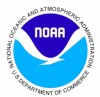 NATIONAL OCEANIC AND ATMOSPHERIC ADMINISTRATION
NOAA
U.S. DEPARTMENT OF COMMERCE